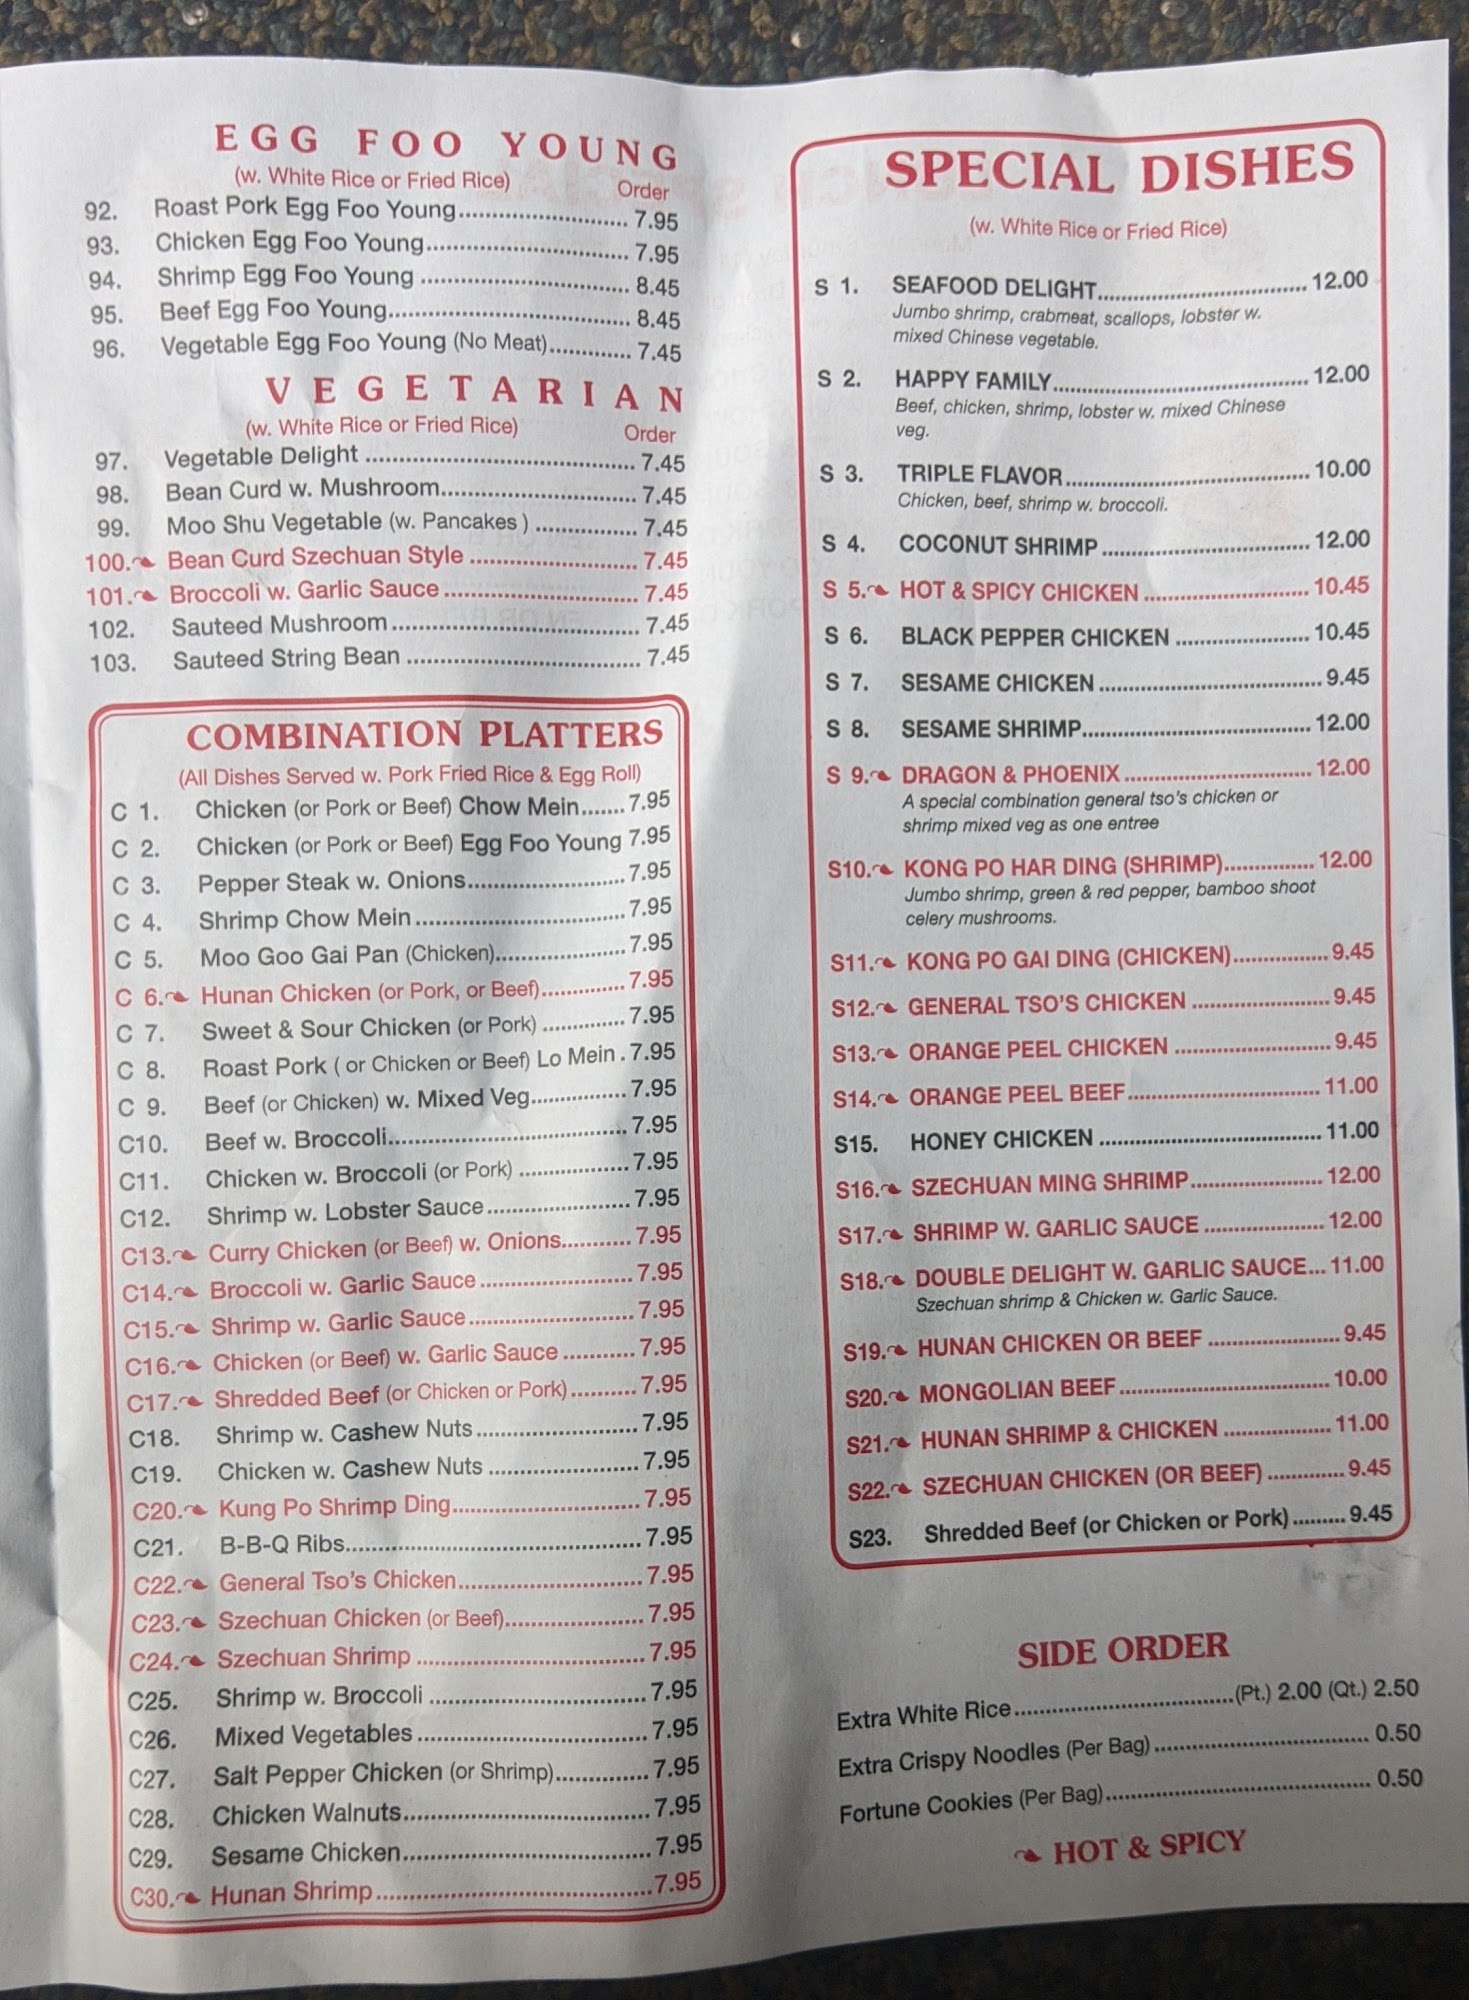 EGG FOO YOUNG
(w. White Rice or Fried Rice) Order
92. Roast Pork Egg Foo Young 7.95
93. Chicken Egg Foo Young 7.95
94. Shrimp Egg Foo Young 8.45
95. Beef Egg Foo Young 8.45
96. Vegetable Egg Foo Young (No Meat) 7.45
VEGETARIAN
(w. White Rice or Fried Rice) Order
97. Vegetable Delight 7.45
98. Bean Curd w. Mushroom 7.45
99. Moo Shu Vegetable (w. Pancakes ) 7.45
100. Bean Curd Szechuan Style 7.45
101. Broccoli w. Garlic Sauce 7.45
102. Sauteed Mushroom 7.45
103. Sauteed String Bean 7.45
COMBINATION PLATTERS
(All Dishes Served w. Pork Fried Rice & Egg Roll)
C 1. Chicken (or Pork or Beef) Chow Mein 7.95
C 2. Chicken (or Pork or Beef) Egg Foo Young 7.95
C 3. Pepper Steak w. Onions 7.95
C 4. Shrimp Chow Mein 7.95
C 5. Moo Goo Gai Pan (Chicken) 7.95
C 6. Hunan Chicken (or Pork, or Beef) 7.95
C 7. Sweet & Sour Chicken (or Pork) 7.95
C 8. Roast Pork ( or Chicken or Beef) Lo Mein 7.95
C 9. Beef (or Chicken) w. Mixed Veg 7.95
C10. Beef w. Broccoli 7.95
C11. Chicken w. Broccoli (or Pork) 7.95
C12. Shrimp w. Lobster Sauce 7.95
C13. Curry Chicken (or Beef) w. Onions 7.95
C14. Broccoli w. Garlic Sauce 7.95
C15. Shrimp w. Garlic Sauce 7.95
C16. Chicken (or Beef) w. Garlic Sauce 7.95
C17. Shredded Beef (or Chicken or Pork) 7.95
C18. Shrimp w. Cashew Nuts 7.95
C19. Chicken w. Cashew Nuts 7.95
C20. Kung Po Shrimp Ding 7.95
C21. B-B-Q Ribs 7.95
C22. General Tso's Chicken 7.95
C23. Szechuan Chicken (or Beef) 7.95
C24. Szechuan Shrimp 7.95
C25. Shrimp w. Broccoli 7.95
C26. Mixed Vegetables 7.95
C27. Salt Pepper Chicken (or Shrimp) 7.95
C28. Chicken Walnuts 7.95
C29. Sesame Chicken 7.95
C30. Hunan Shrimp 7.95
SPECIAL DISHES
(w. White Rice or Fried Rice)
S 1. SEAFOOD DELIGHT 12.00
Jumbo shrimp, crabmeat, scallops, lobster w.
mixed Chinese vegetable.
S 2. HAPPY FAMILY 12.00
Beef, chicken, shrimp, lobster w. mixed Chinese
veg.
S 3. TRIPLE FLAVOR 10.00
Chicken, beef, shrimp w. broccoli.
S 4. COCONUT SHRIMP 12.00
S 5. HOT & SPICY CHICKEN 10.45
S 6. BLACK PEPPER CHICKEN 10.45
S 7. SESAME CHICKEN 9.45
S 8. SESAME SHRIMP 12.00
S 9. DRAGON & PHOENIX 12.00
A special combination general tso's chicken or
shrimp mixed veg as one entree
S10. KONG PO HAR DING (SHRIMP) 12.00
Jumbo shrimp, green & red pepper, bamboo shoot
celery mushrooms.
S11. KONG PO GAI DING (CHICKEN) 9.45
S12. GENERAL TSO'S CHICKEN 9.45
S13. ORANGE PEEL CHICKEN 9.45
S14. ORANGE PEEL BEEF 11.00
S15. HONEY CHICKEN 11.00
S16. SZECHUAN MING SHRIMP 12.00
S17. SHRIMP W. GARLIC SAUCE 12.00
S18. DOUBLE DELIGHT W. GARLIC SAUCE 11.00
Szechuan shrimp & Chicken w. Garlic Sauce.
S19. HUNAN CHICKEN OR BEEF 9.45
S20. MONGOLIAN BEEF 10.00
S21. HUNAN SHRIMP & CHICKEN 11.00
S22. SZECHUAN CHICKEN (OR BEEF) 9.45
S23. Shredded Beef (or Chicken or Pork) 9.45
SIDE ORDER
Extra White Rice (Pt.) 2.00 (Qt.) 2.50
Extra Crispy Noodles (Per Bag) 0.50
Fortune Cookies (Per Bag) 0.50
HOT & SPICY